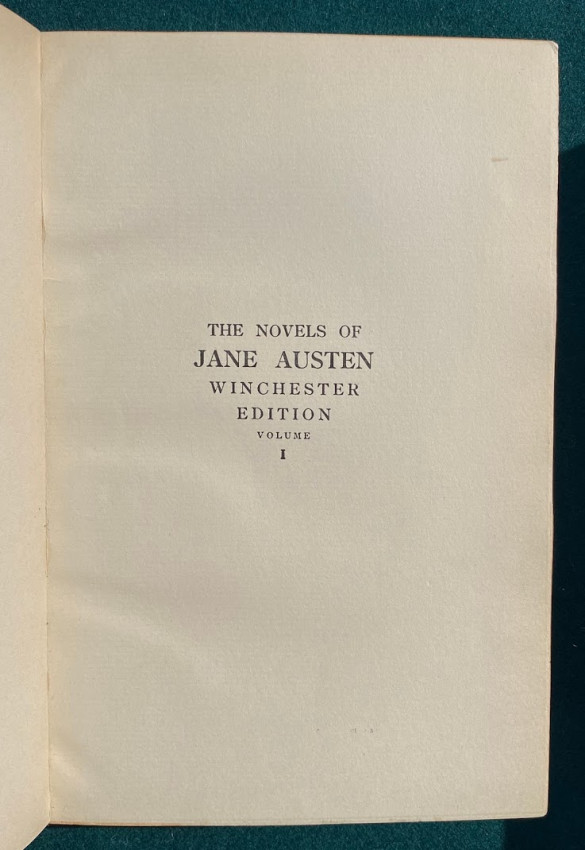 THE NOVELS OF
JANE AUSTEN
WINCHESTER
EDITION
VOLUME
I